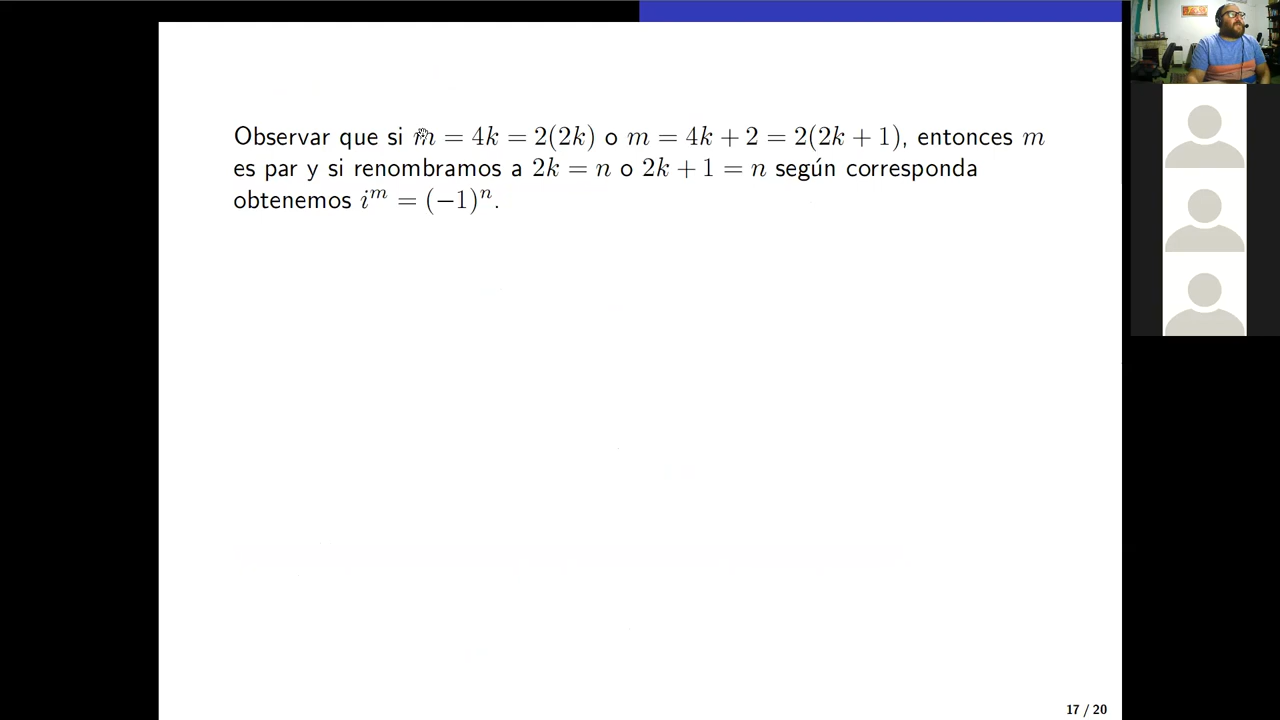 Observar que si m = 4k = 2(2k) o m = 4k + 2 = 2(2k + 1), entonces m
es par y si renombramos a 2k = n o 2k + 1 = n según corresponda
obtenemos i^m = (−1)^n.
17 / 20